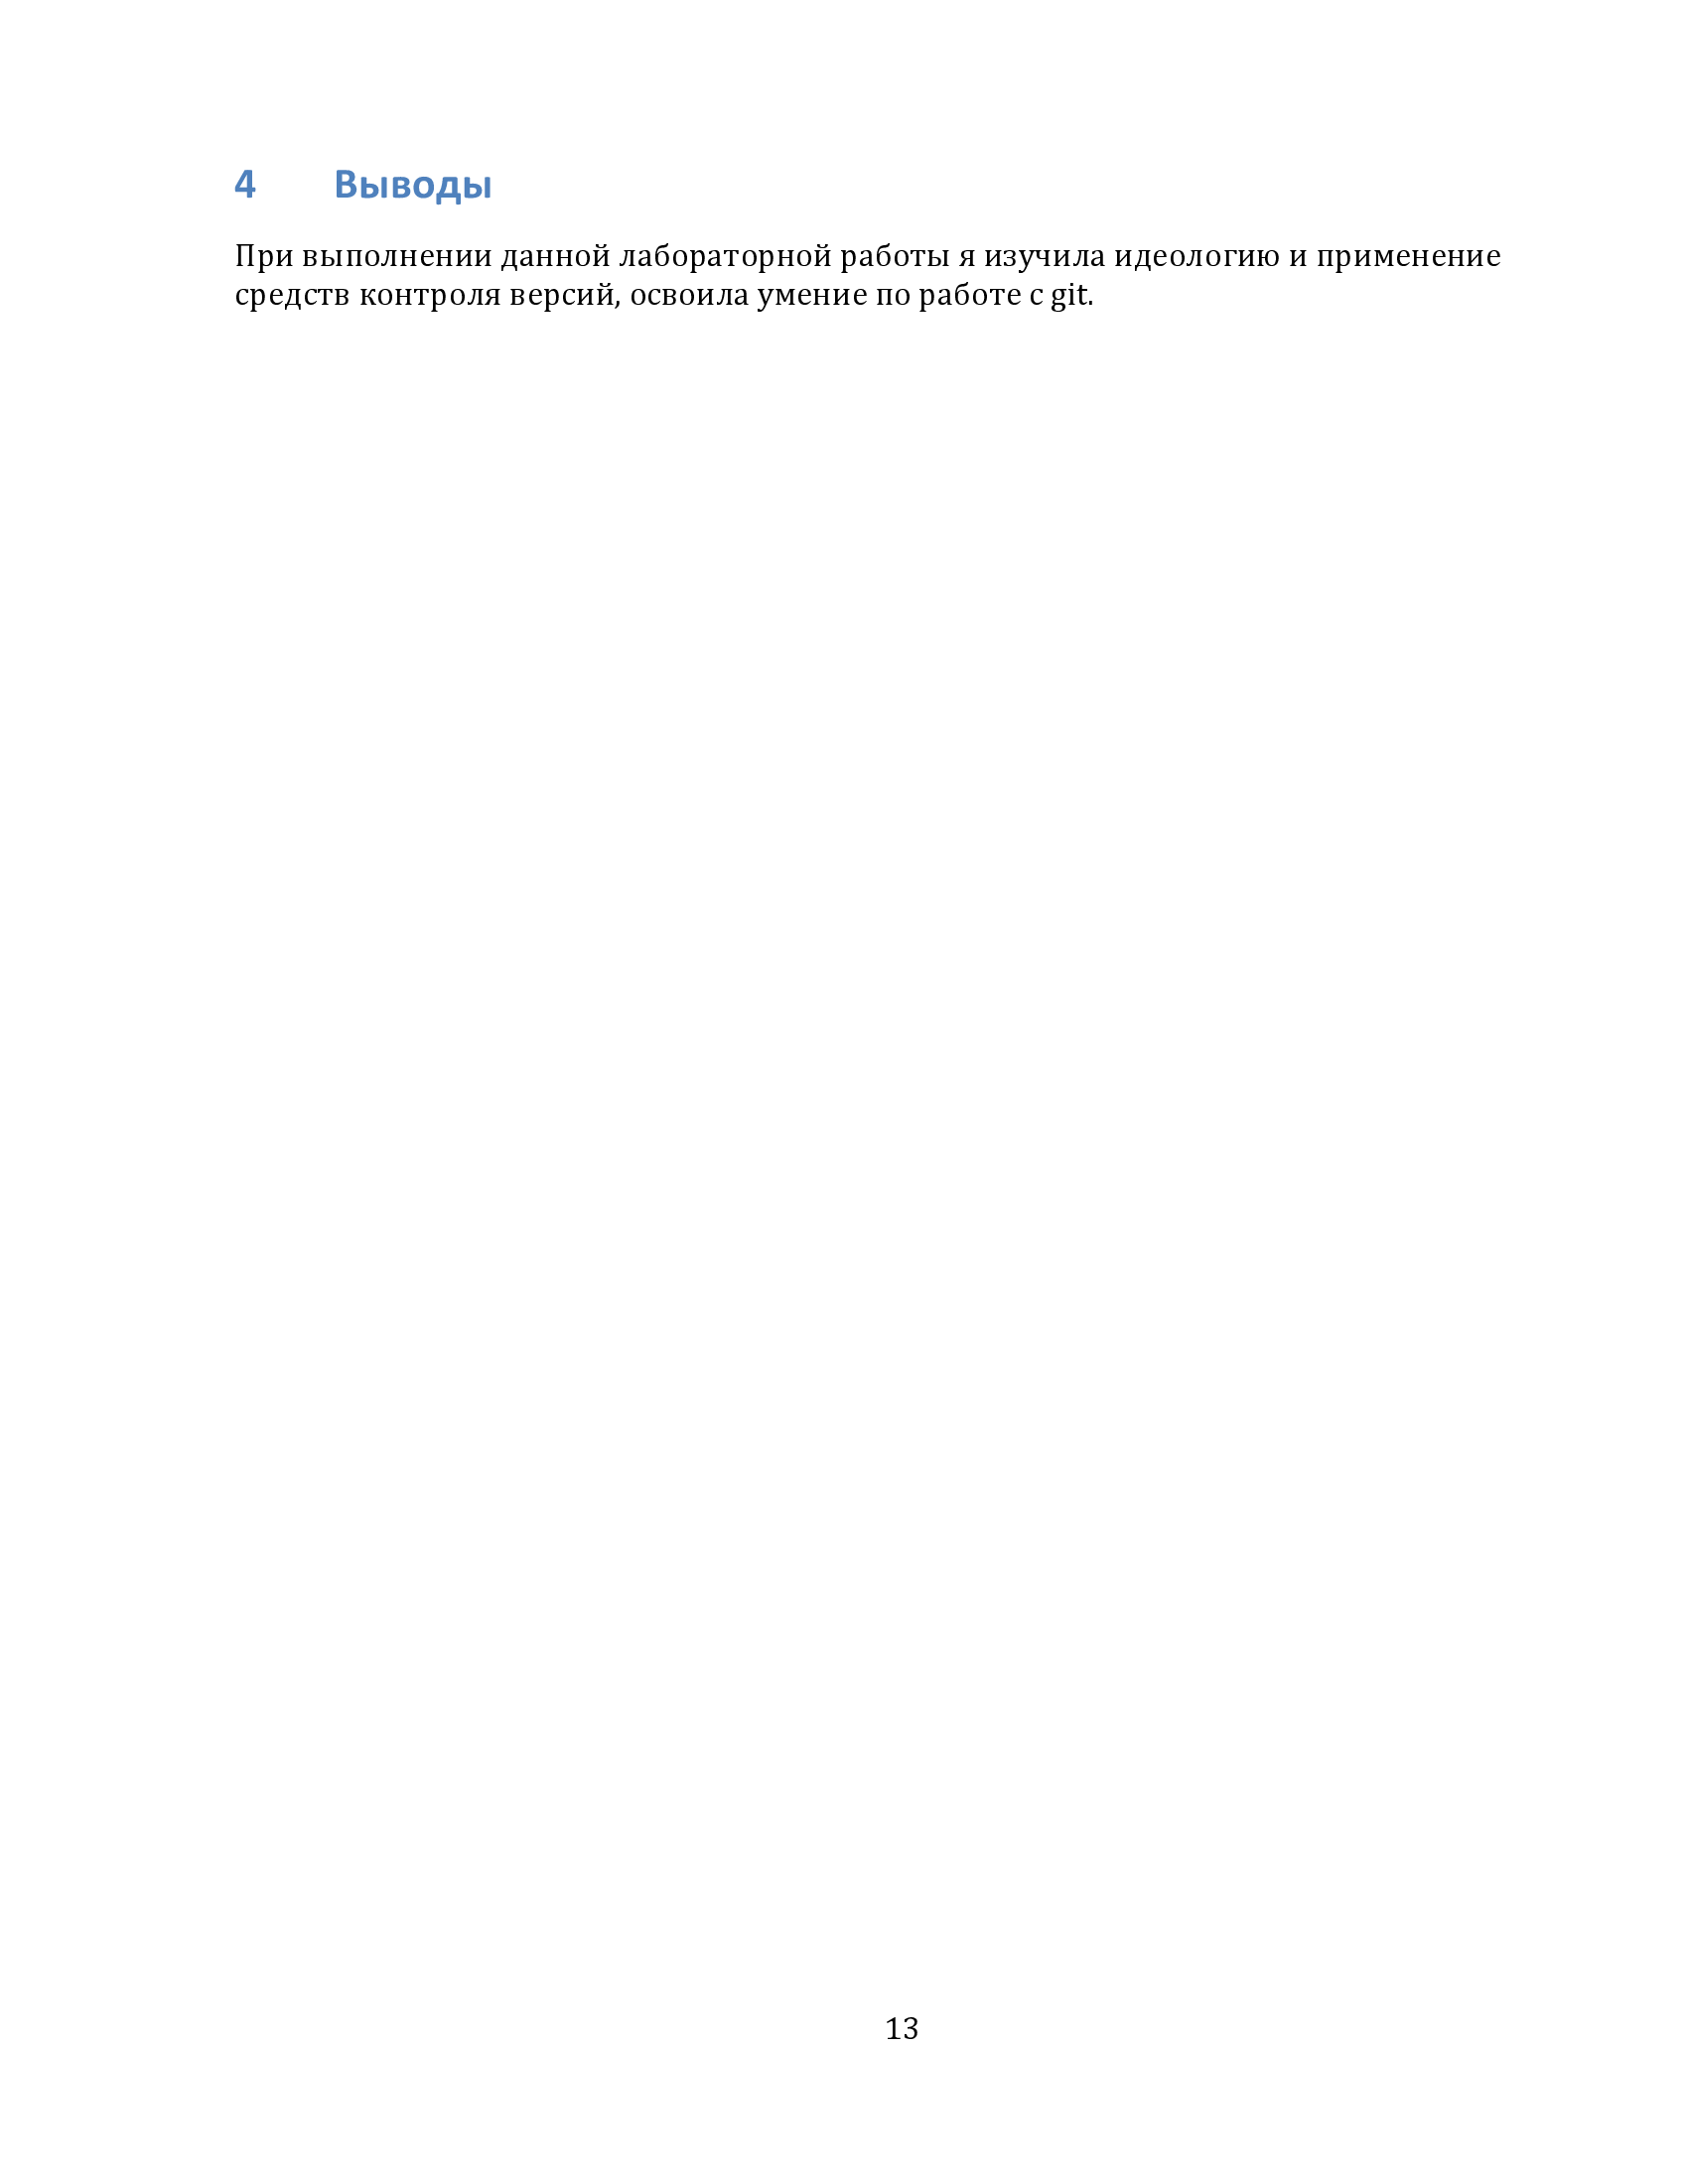 4 Выводы
При выполнении данной лабораторной работы я изучила идеологию и применение
средств контроля версий, освоила умение по работе с git.
13